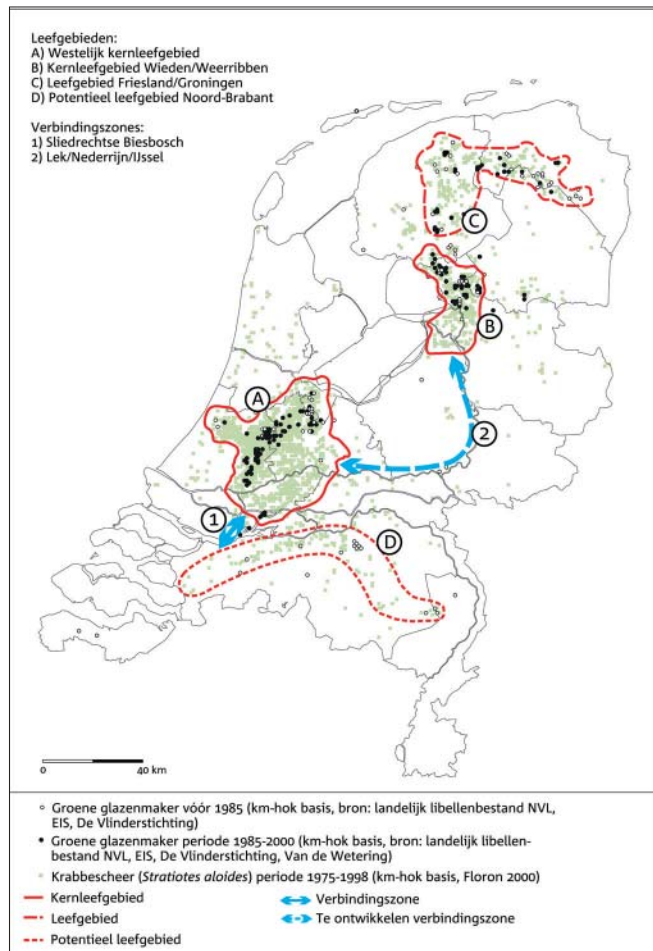 Leefgebieden:
A) Westelijk kernleefgebied
B) Kernleefgebied Wieden/Weerribben
C) Leefgebied Friesland/Groningen
D) Potentieel leefgebied Noord-Brabant
Verbindingszones:
1) Sliedrechtse Biesbosch
2) Lek/Nederrijn/IJssel
C
B
A
2
1
D
0 40 km
Groene glazenmaker vóór 1985 (km-hok basis, bron: landelijk libellenbestand NVL,
EIS, De Vlinderstichting)
Groene glazenmaker periode 1985-2000 (km-hok basis, bron: landelijk libellen-
bestand NVL, EIS, De Vlinderstichting, Van de Wetering)
Krabbescheer (Stratiotes aloides) periode 1975-1998 (km-hok basis, Floron 2000)
Kernleefgebied
Verbindingszone
Leefgebied
Te ontwikkelen verbindingszone
Potentieel leefgebied